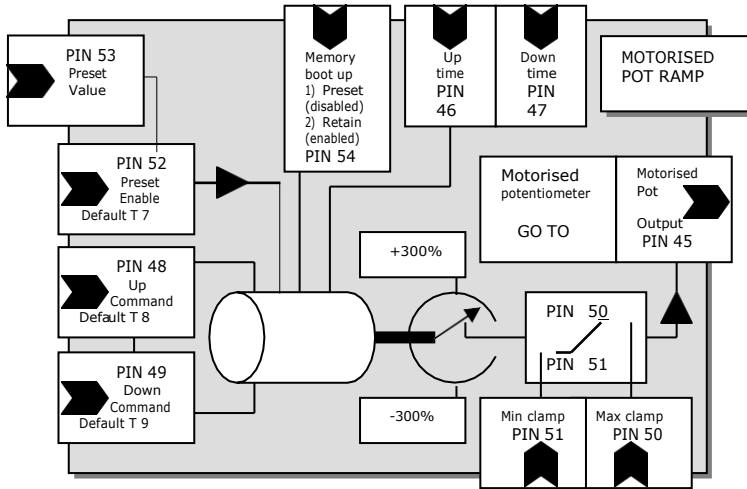 PIN 53
Preset
Value
Memory
boot up
1) Preset
(disabled)
2) Retain
(enabled)
PIN 54
Up
time
PIN
46
Down
time
PIN
47
MOTORISED
POT RAMP
PIN 52
Preset
Enable
Default T 7
Motorised
potentiometer
GO TO
Motorised
Pot
Output
PIN 45
PIN 48
Up
Command
Default T 8
+300%
PIN 50
PIN 51
PIN 49
Down
Command
Default T 9
-300%
Min clamp
PIN 51
Max clamp
PIN 50